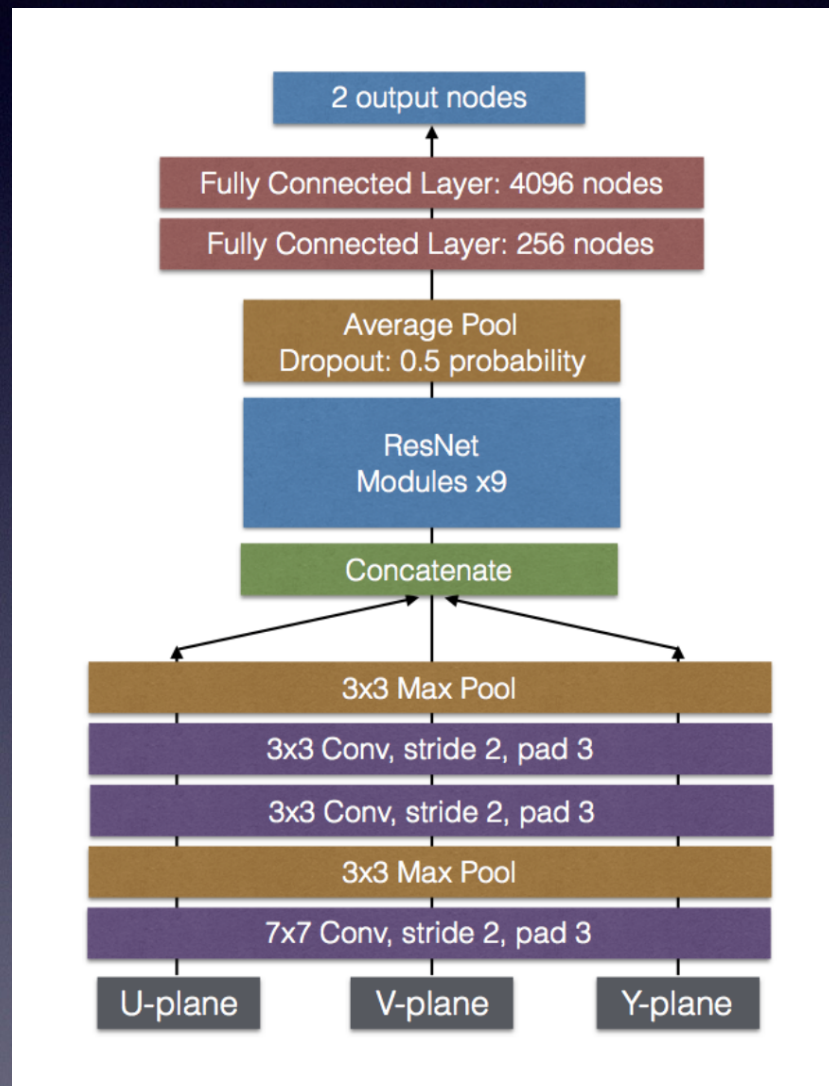 2 output nodes
Fully Connected Layer: 4096 nodes
Fully Connected Layer: 256 nodes
Average Pool
Dropout: 0.5 probability
ResNet
Modules x9
Concatenate
3x3 Max Pool
3x3 Conv, stride 2, pad 3
3x3 Conv, stride 2, pad 3
3x3 Max Pool
7x7 Conv, stride 2, pad 3
U-plane
V-plane
Y-plane